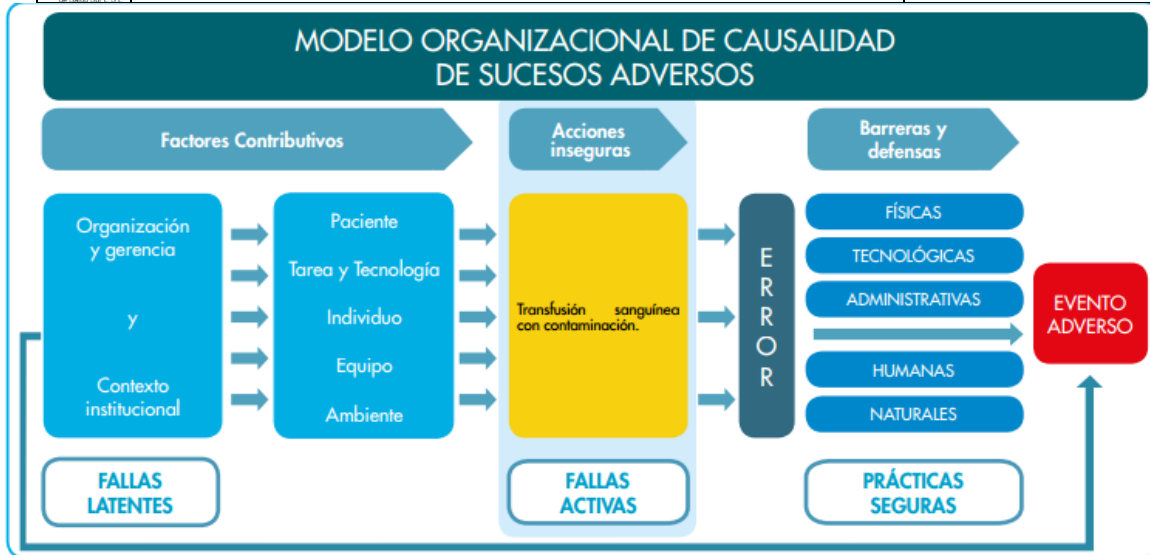 MODELO ORGANIZACIONAL DE CAUSALIDAD
DE SUCESOS ADVERSOS
Factores Contributivos
Acciones
inseguras
Barreras y
defensas
Organización
y gerencia
y
Contexto
institucional
Paciente
Tarea y Tecnología
Individuo
Equipo
Ambiente
Transfusión sanguínea
con contaminación.
E
R
R
O
R
FÍSICAS
TECNOLÓGICAS
ADMINISTRATIVAS
HUMANAS
NATURALES
EVENTO
ADVERSO
FALLAS
LATENTES
FALLAS
ACTIVAS
PRÁCTICAS
SEGURAS